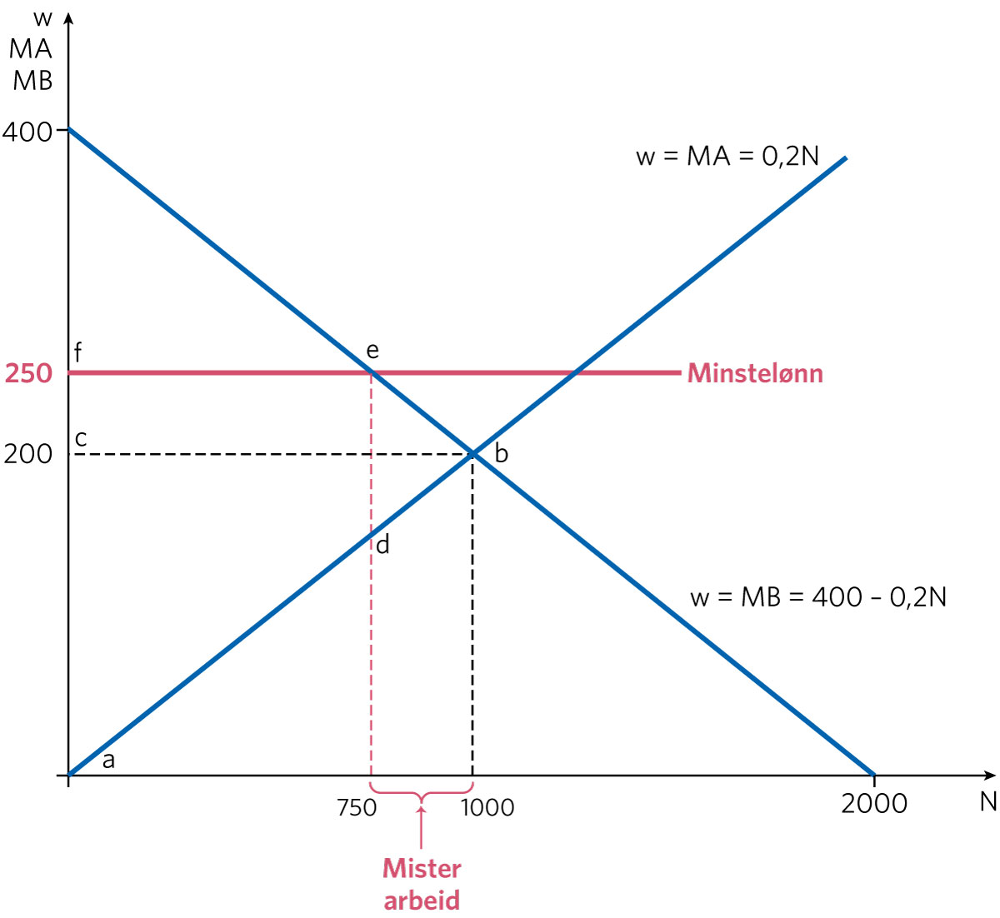 w
MA
MB
400
w = MA = 0,2N
f
e
250
Minstelønn
c
200
b
d
w = MB = 400 – 0,2N
a
750
1000
2000
N
Mister
arbeid